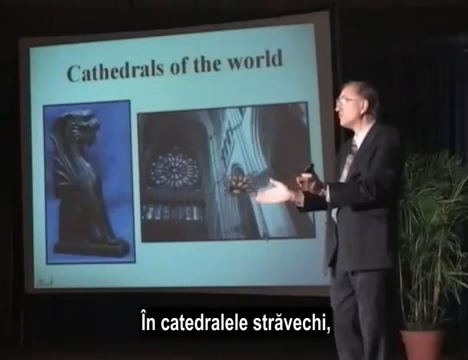 Cathedrals of the world
În catedralele străvechi,